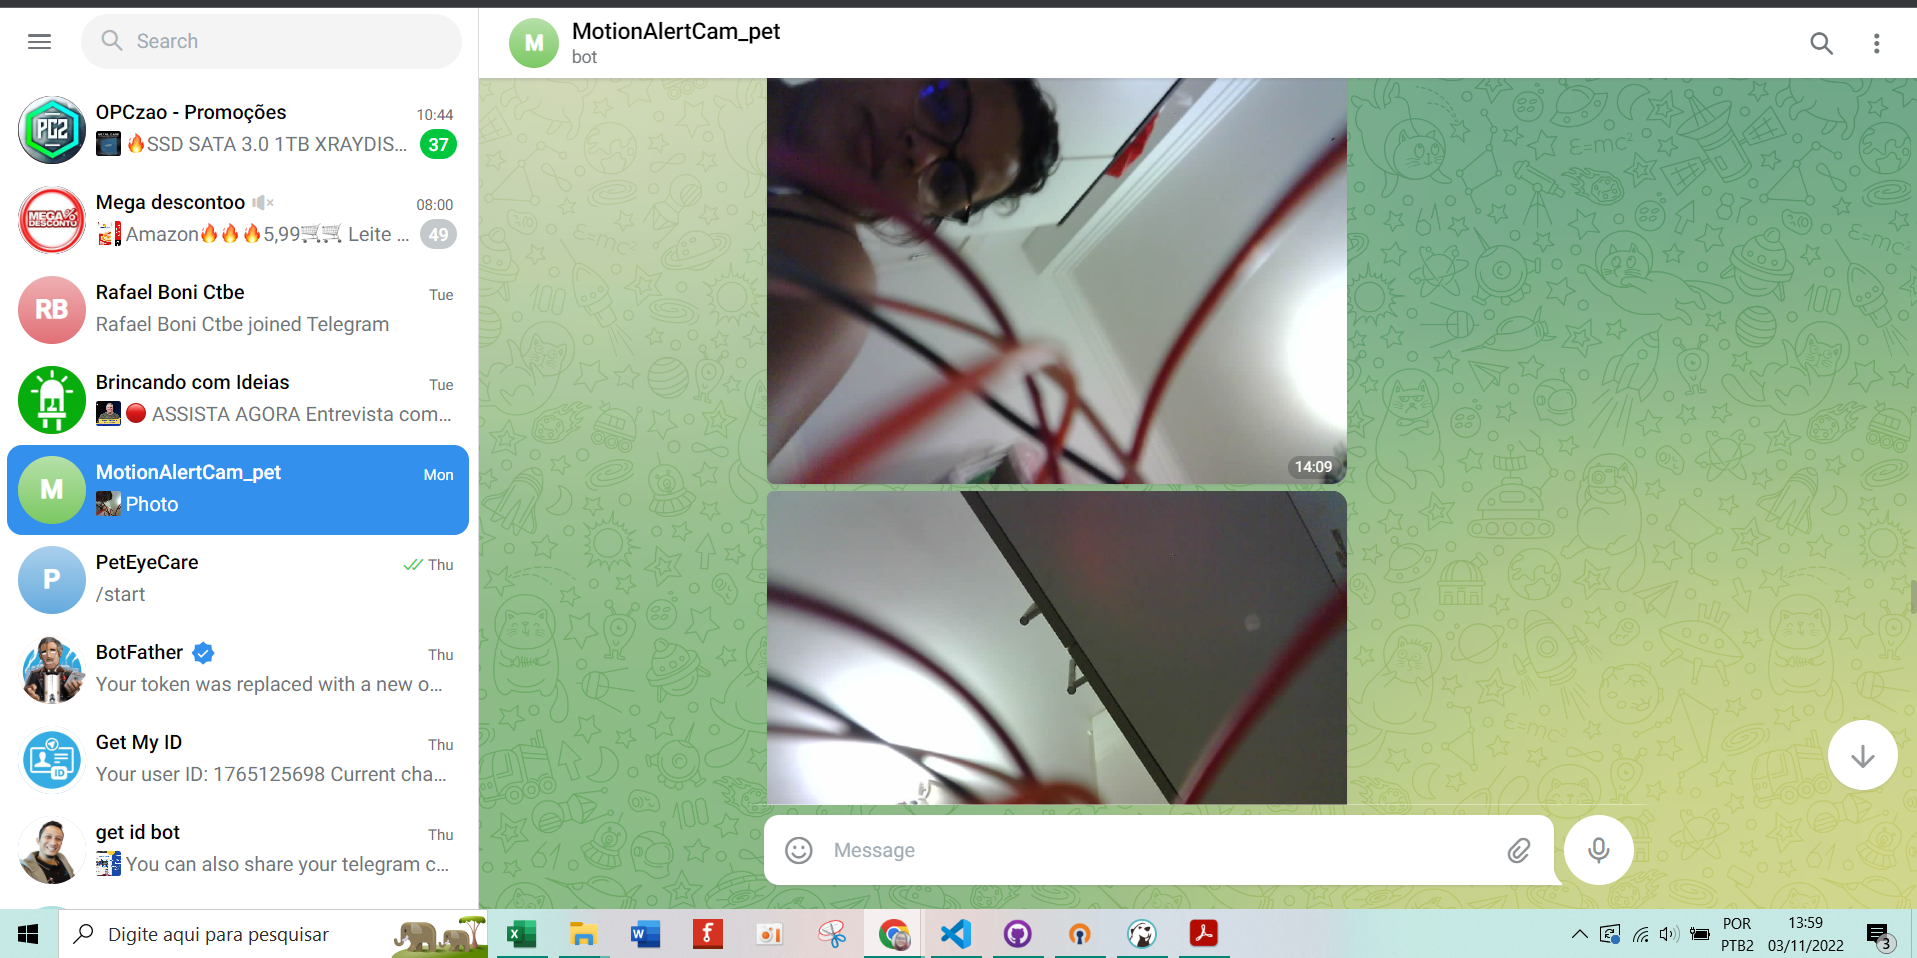 Search
OPCzao - Promoções
10:44
🔥SSD SATA 3.0 1TB XRAYDIS...
37
Mega descontoo
08:00
Amazon🔥🔥🔥5,99🛒🛒 Leite ...
49
RB
Rafael Boni Ctbe
Tue
Rafael Boni Ctbe joined Telegram
Brincando com Ideias
Tue
🔴 ASSISTA AGORA Entrevista com...
M
MotionAlertCam_pet
Mon
Photo
P
PetEyeCare
Thu
/start
BotFather
Thu
Your token was replaced with a new o...
Get My ID
Thu
Your user ID: 1765125698 Current cha...
get id bot
Thu
You can also share your telegram c...
M
MotionAlertCam_pet
bot
14:09
Message
Digite aqui para pesquisar
POR
PTB2
13:59
03/11/2022
3